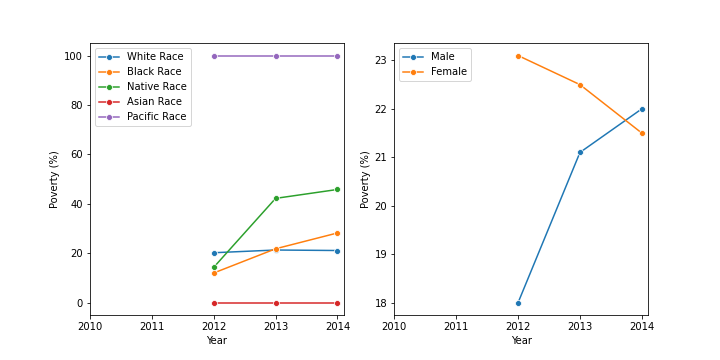 White Race
Black Race
Native Race
Asian Race
Pacific Race
100
80
60
40
20
0
Poverty (%)
2010 2011 2012 2013 2014
Year
Male
Female
23
22
21
20
19
18
Poverty (%)
2010 2011 2012 2013 2014
Year